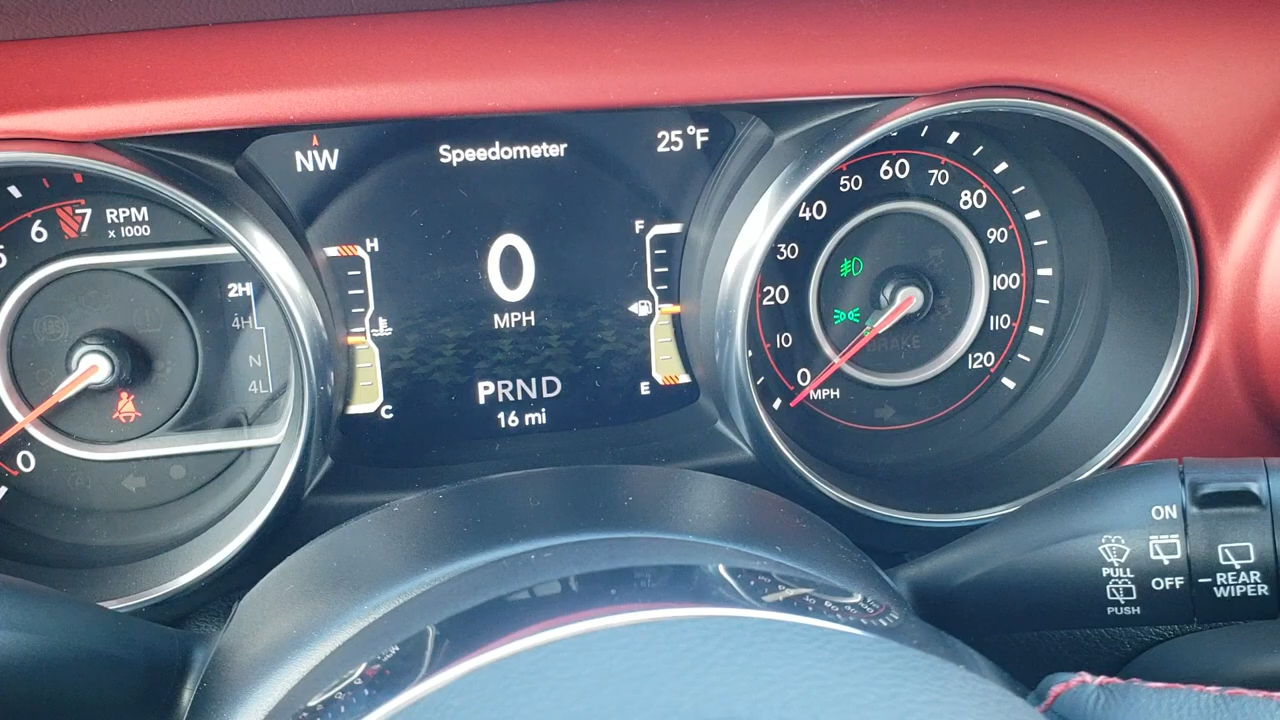 NW
Speedometer
25°F
5
6
7
RPM
x 1000
0
2H
4H
N
4L
H
C
0
MPH
F
E
PRND
16 mi
0
10
20
30
40
50
60
70
80
90
100
110
120
MPH
BRAKE
ON
OFF
PULL
PUSH
REAR
WIPER